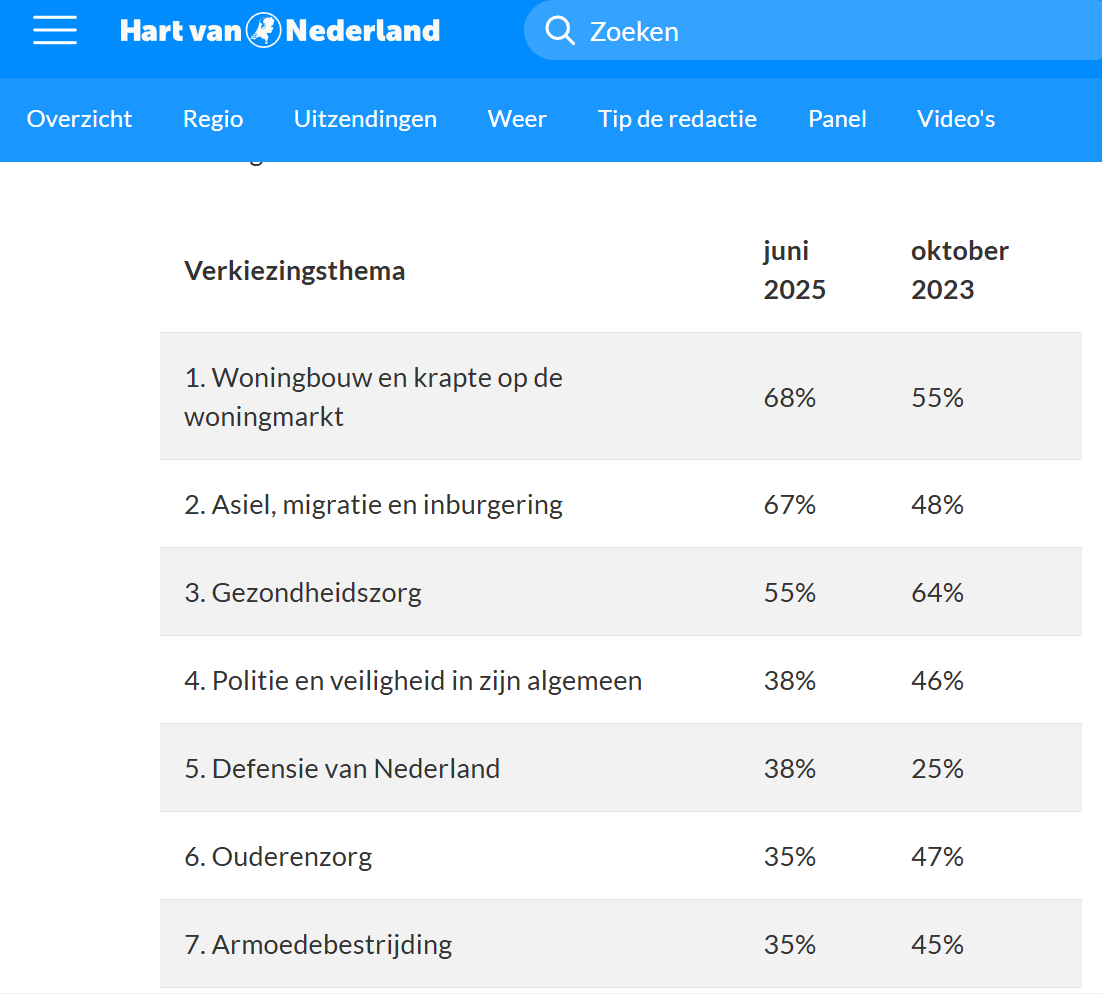 Hart van Nederland
Zoeken
Overzicht Regio Uitzendingen Weer Tip de redactie Panel Video's
Verkiezingsthema
juni
2025
oktober
2023
1. Woningbouw en krapte op de
woningmarkt
68% 55%
2. Asiel, migratie en inburgering 67% 48%
3. Gezondheidszorg 55% 64%
4. Politie en veiligheid in zijn algemeen 38% 46%
5. Defensie van Nederland 38% 25%
6. Ouderenzorg 35% 47%
7. Armoedebestrijding 35% 45%